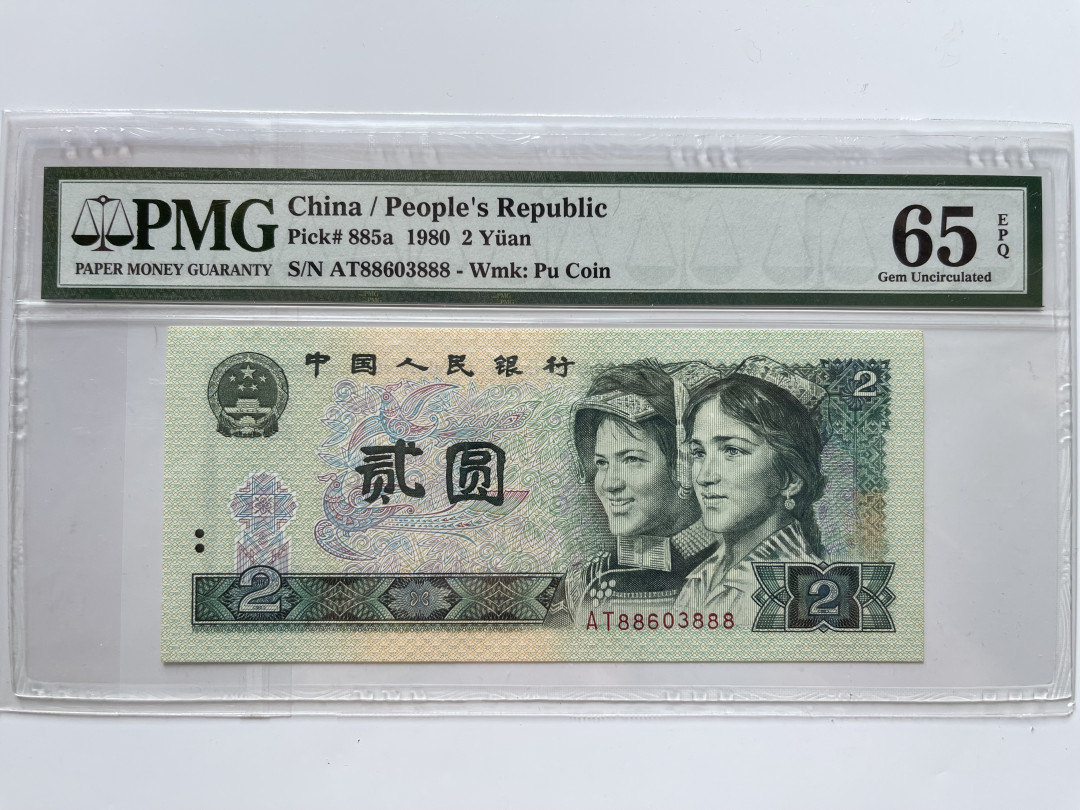 PMG
PAPER MONEY GUARANTY
China / People's Republic
Pick# 885a 1980 2 Yüan
S/N AT88603888 - Wmk: Pu Coin
65
EPQ
Gem Uncirculated
中国人民银行
2
贰圆
2
2
AT88603888